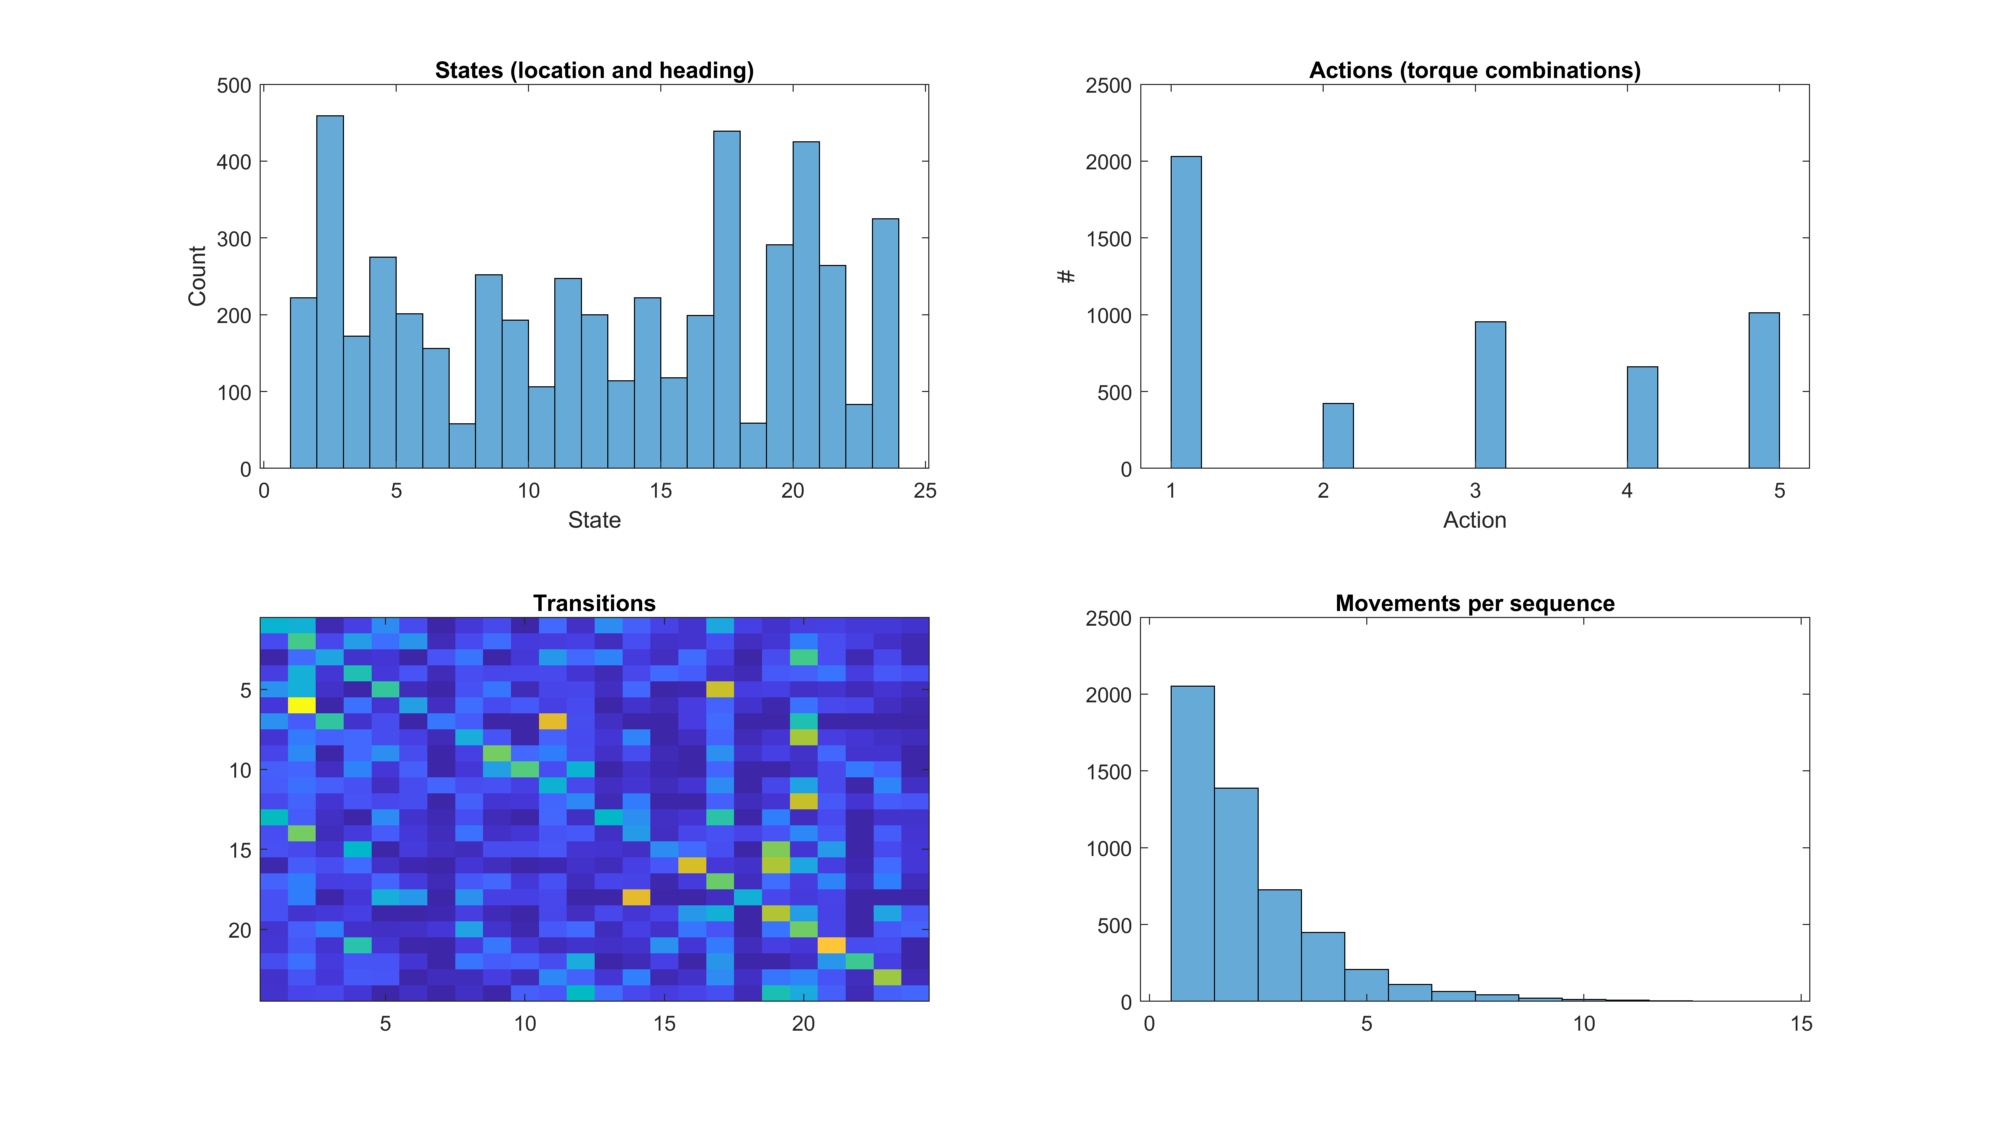 States (location and heading)
500
400
300
200
100
0
Count
0 5 10 15 20 25
State
Actions (torque combinations)
2500
2000
1500
1000
500
0
#
1 2 3 4 5
Action
Transitions
5
10
15
20
5 10 15 20
Movements per sequence
2500
2000
1500
1000
500
0
0 5 10 15